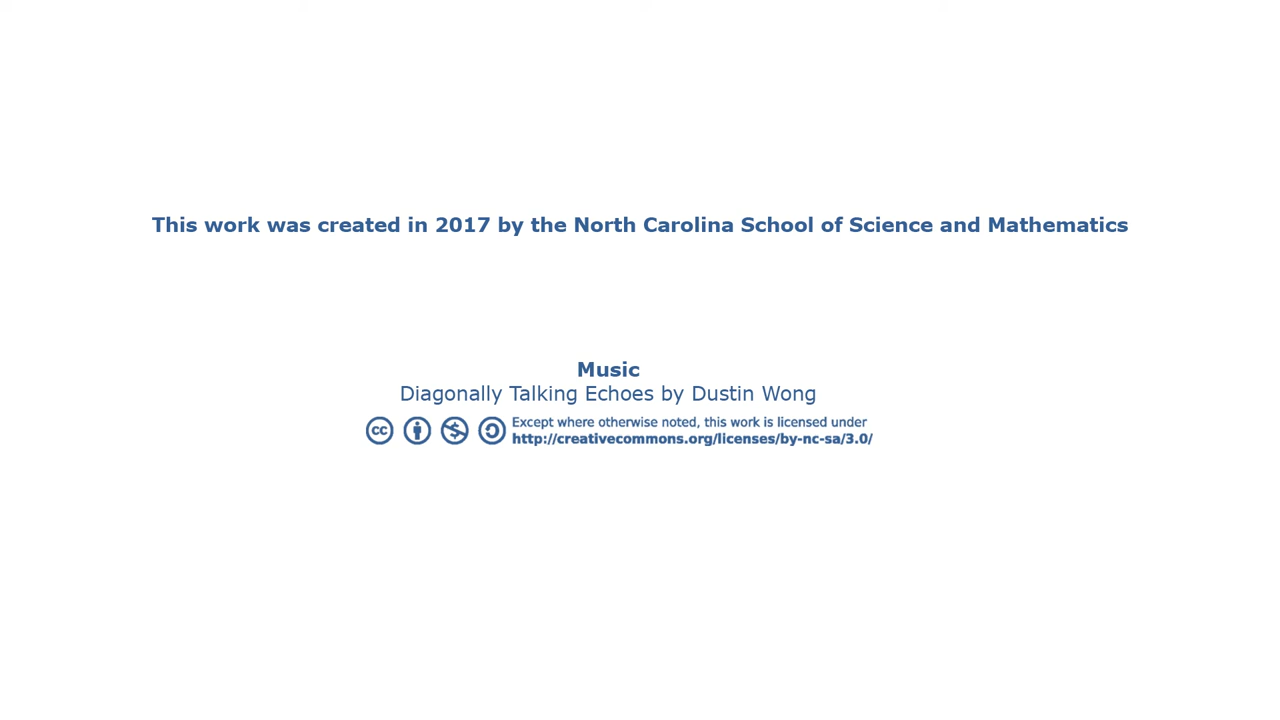 This work was created in 2017 by the North Carolina School of Science and Mathematics
Music
Diagonally Talking Echoes by Dustin Wong
cc
Except where otherwise noted, this work is licensed under
http://creativecommons.org/licenses/by-nc-sa/3.0/